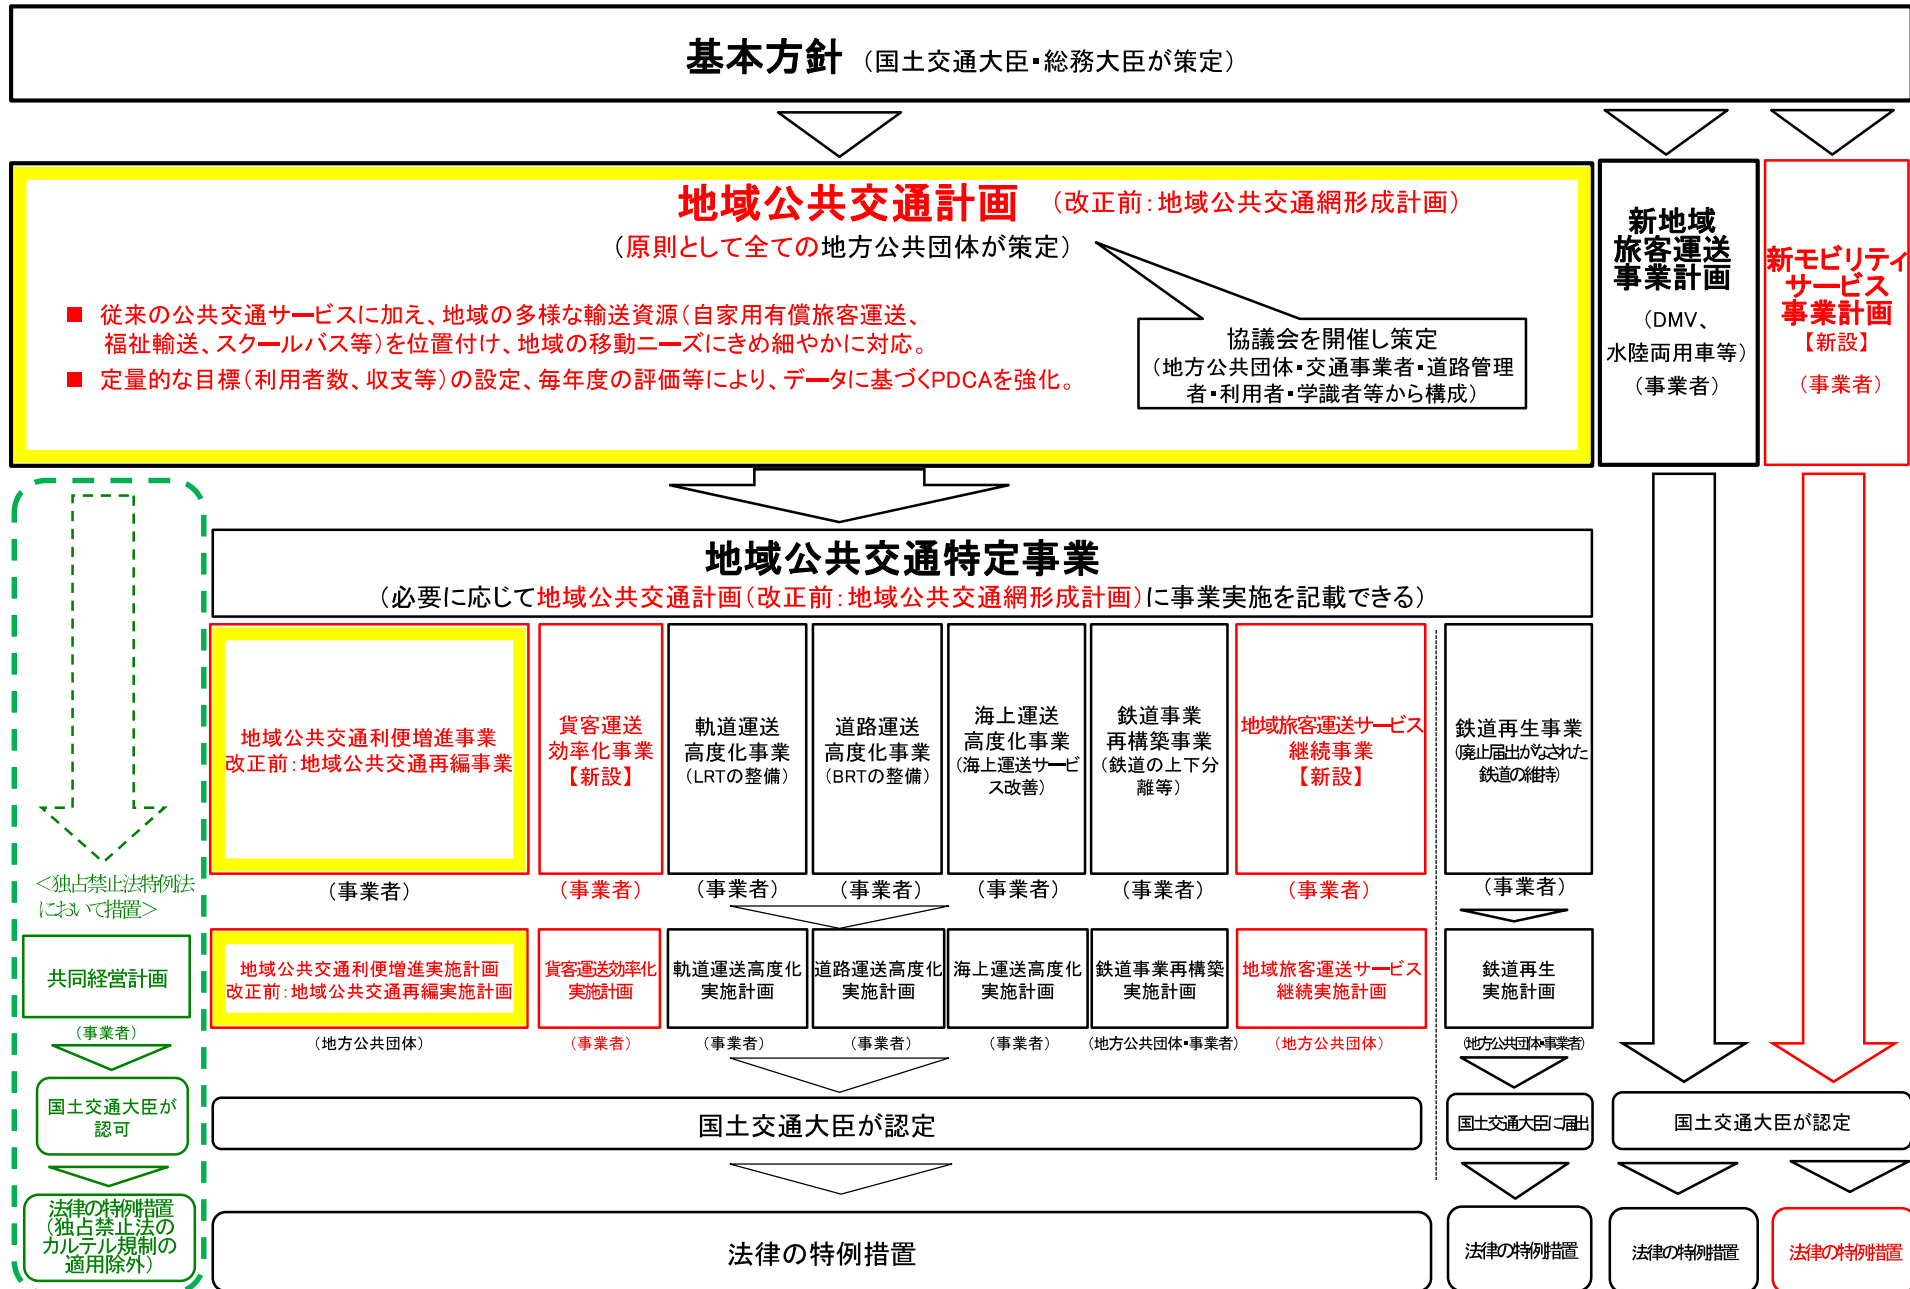 基本方針（国土交通大臣・総務大臣が策定）
地域公共交通計画（改正前：地域公共交通網形成計画）
（原則として全ての地方公共団体が策定）
■ 従来の公共交通サービスに加え、地域の多様な輸送資源（自家用有償旅客運送、
福祉輸送、スクールバス等）を位置付け、地域の移動ニーズにきめ細やかに対応。
■ 定量的な目標（利用者数、収支等）の設定、毎年度の評価等により、データに基づくPDCAを強化。
協議会を開催し策定
（地方公共団体・交通事業者・道路管理
者・利用者・学識者等から構成）
新地域
旅客運送
事業計画
（DMV、
水陸両用車等）
（事業者）
新モビリティ
サービス
事業計画
【新設】
（事業者）
地域公共交通特定事業
（必要に応じて地域公共交通計画（改正前：地域公共交通網形成計画）に事業実施を記載できる）
地域公共交通利便増進事業
改正前：地域公共交通再編事業
（事業者）
貨客運送
効率化事業
【新設】
（事業者）
軌道運送
高度化事業
（LRTの整備）
（事業者）
道路運送
高度化事業
（BRTの整備）
（事業者）
海上運送
高度化事業
（海上運送サービ
ス改善）
（事業者）
鉄道事業
再構築事業
（鉄道の上下分
離等）
（事業者）
地域旅客運送サービス
継続事業
【新設】
（事業者）
鉄道再生事業
（廃止届出がなされた
鉄道の維持）
（事業者）
＜独占禁止法特例法
において措置＞
共同経営計画
（事業者）
地域公共交通利便増進実施計画
改正前：地域公共交通再編実施計画
（地方公共団体）
貨客運送効率化
実施計画
（事業者）
軌道運送高度化
実施計画
（事業者）
道路運送高度化
実施計画
（事業者）
海上運送高度化
実施計画
（事業者）
鉄道事業再構築
実施計画
（地方公共団体・事業者）
地域旅客運送サービス
継続実施計画
（地方公共団体）
鉄道再生
実施計画
（地方公共団体・事業者）
国土交通大臣が
認可
国土交通大臣が認定
国土交通大臣に届出
国土交通大臣が認定
法律の特例措置
（独占禁止法の
カルテル規制の
適用除外）
法律の特例措置
法律の特例措置
法律の特例措置
法律の特例措置